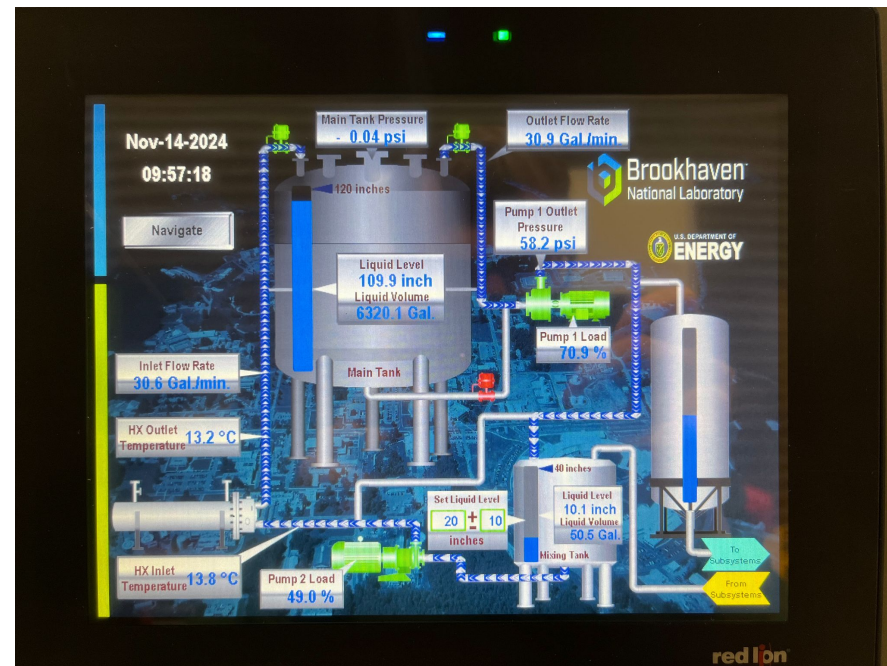 Nov-14-2024
09:57:18
Navigate
Main Tank Pressure
- 0.04 psi
Outlet Flow Rate
30.9 Gal./min.
Brookhaven
National Laboratory
U.S. DEPARTMENT OF
ENERGY
120 inches
Pump 1 Outlet
Pressure
58.2 psi
Liquid Level
109.9 inch
Liquid Volume
6320.1 Gal.
Pump 1 Load
70.9 %
Inlet Flow Rate
30.6 Gal./min.
Main Tank
HX Outlet
Temperature 13.2 °C
40 inches
Set Liquid Level
20 ± 10
inches
Liquid Level
10.1 inch
Liquid Volume
50.5 Gal.
Mixing Tank
To
Subsystems
HX Inlet
Temperature 13.8 °C
Pump 2 Load
49.0 %
From
Subsystems
red lion